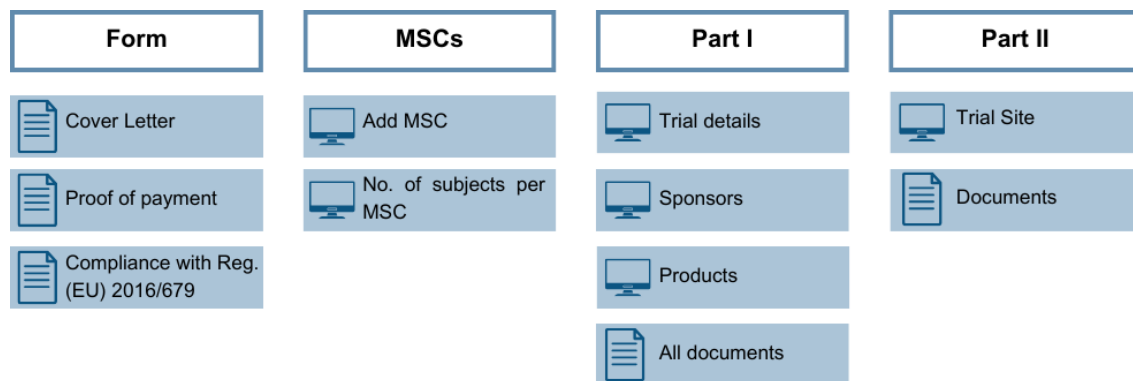 Form
Cover Letter
Proof of payment
Compliance with Reg.
(EU) 2016/679
MSCs
Add MSC
No. of subjects per
MSC
Part I
Trial details
Sponsors
Products
All documents
Part II
Trial Site
Documents